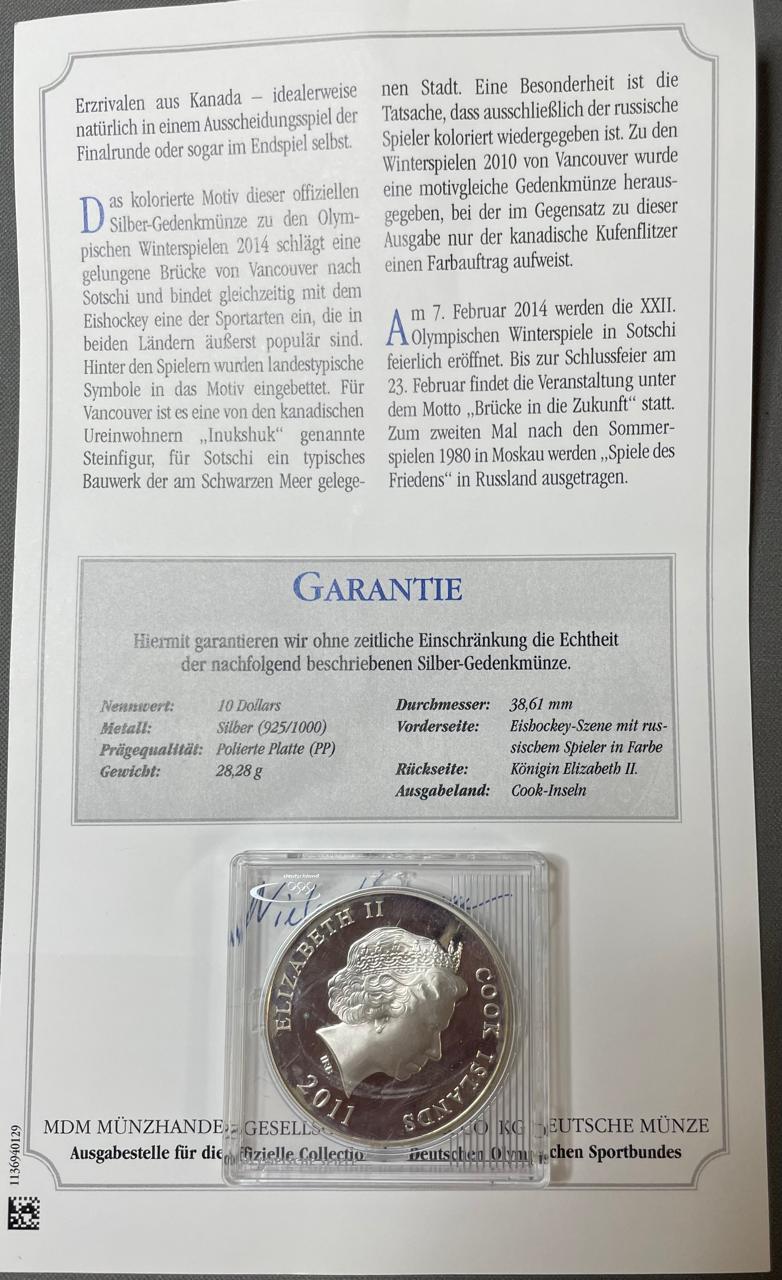 Erzrivalen aus Kanada – idealerweise
natürlich in einem Ausscheidungsspiel der
Finalrunde oder sogar im Endspiel selbst.
Das kolorierte Motiv dieser offiziellen
Silber-Gedenkmünze zu den Olym-
pischen Winterspielen 2014 schlägt eine
gelungene Brücke von Vancouver nach
Sotschi und bindet gleichzeitig mit dem
Eishockey eine der Sportarten ein, die in
beiden Ländern äußerst populär sind.
Hinter den Spielern wurden landestypische
Symbole in das Motiv eingebettet. Für
Vancouver ist es eine von den kanadischen
Ureinwohnern „Inukshuk“ genannte
Steinfigur, für Sotschi ein typisches
Bauwerk der am Schwarzen Meer gelege-
nen Stadt. Eine Besonderheit ist die
Tatsache, dass ausschließlich der russische
Spieler koloriert wiedergegeben ist. Zu den
Winterspielen 2010 von Vancouver wurde
eine motivgleiche Gedenkmünze heraus-
gegeben, bei der im Gegensatz zu dieser
Ausgabe nur der kanadische Kufenflitzer
einen Farbauftrag aufweist.
Am 7. Februar 2014 werden die XXII.
Olympischen Winterspiele in Sotschi
feierlich eröffnet. Bis zur Schlussfeier am
23. Februar findet die Veranstaltung unter
dem Motto „Brücke in die Zukunft“ statt.
Zum zweiten Mal nach den Sommer-
spielen 1980 in Moskau werden „Spiele des
Friedens“ in Russland ausgetragen.
GARANTIE
Hiermit garantieren wir ohne zeitliche Einschränkung die Echtheit
der nachfolgend beschriebenen Silber-Gedenkmünze.
Nennwert: 10 Dollars
Metall: Silber (925/1000)
Prägequalität: Polierte Platte (PP)
Gewicht: 28,28 g
Durchmesser: 38,61 mm
Vorderseite: Eishockey-Szene mit rus-
sischem Spieler in Farbe
Rückseite: Königin Elizabeth II.
Ausgabeland: Cook-Inseln
Deutschland
ELIZABETH II
COOK ISLANDS
IRB
2011
MDM MÜNZHANDE GESELLS O KG DEUTSCHE MÜNZE
Ausgabestelle für die offizielle Collectio Deutschen Olympischen Sportbundes
1136940129